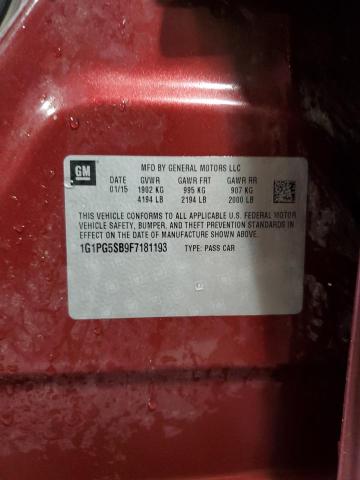 GM
MFD BY GENERAL MOTORS LLC
DATE GVWR GAWR FRT GAWR RR
01/15 1902 KG 995 KG 907 KG
4194 LB 2194 LB 2000 LB
THIS VEHICLE CONFORMS TO ALL APPLICABLE U.S. FEDERAL MOTOR
VEHICLE SAFETY, BUMPER, AND THEFT PREVENTION STANDARDS
IN EFFECT ON THE DATE OF MANUFACTURE SHOWN ABOVE.
1G1PG5SB9F7181193 TYPE: PASS CAR